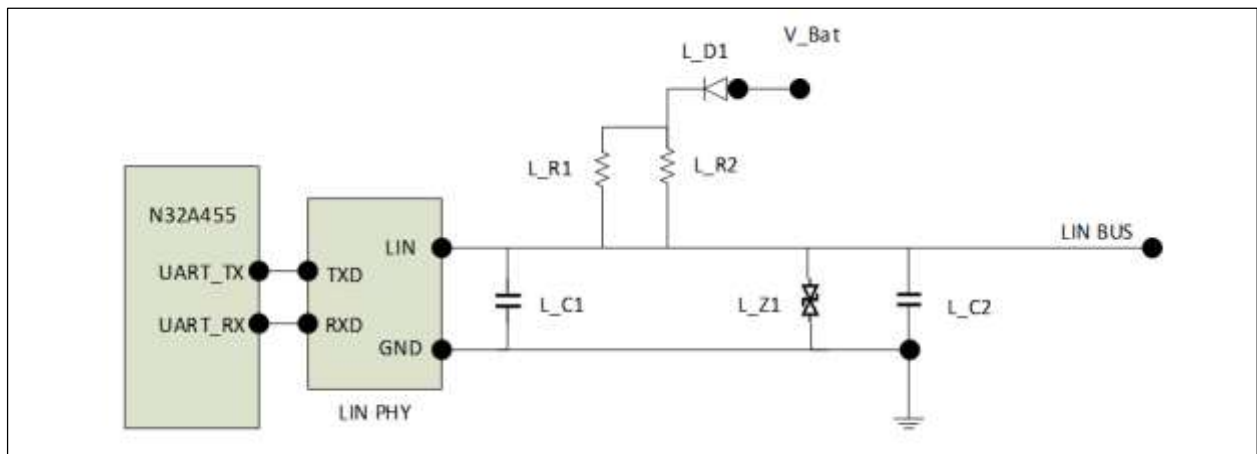 V_Bat
L_D1
L_R1
L_R2
N32A455
LIN
LIN BUS
UART_TX
TXD
L_C1
L_Z1
L_C2
UART_RX
RXD
GND
LIN PHY